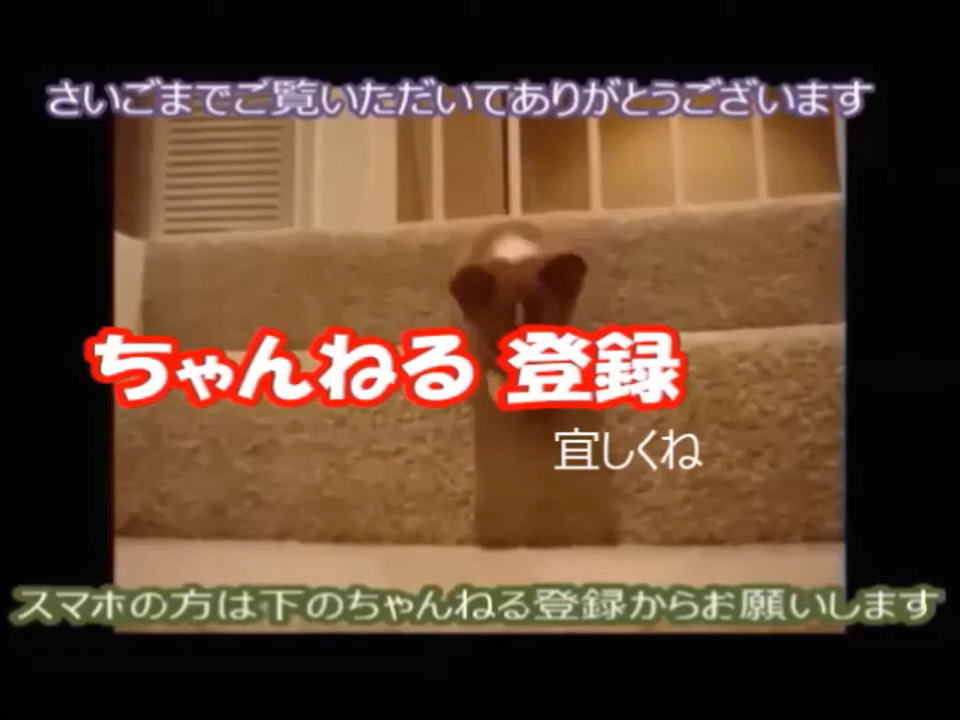 さいごまでご覧いただいてありがとうございます
ちゃんねる 登録
宜しくね
スマホの方は下のちゃんねる登録からお願いします